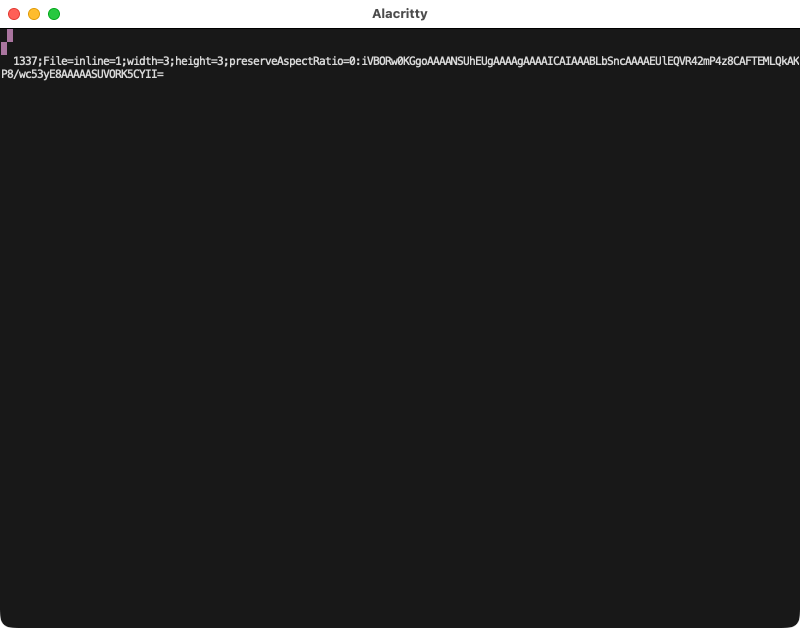 Alacritty
1337;File=inline=1;width=3;height=3;preserveAspectRatio=0:iVBORw0KGgoAAAANSUhEUgAAAAgAAAAICAIAAABLbSncAAAAEUlEQVR42mP4z8CAFTEMLQkAK
P8/wc53yE8AAAAASUVORK5CYII=